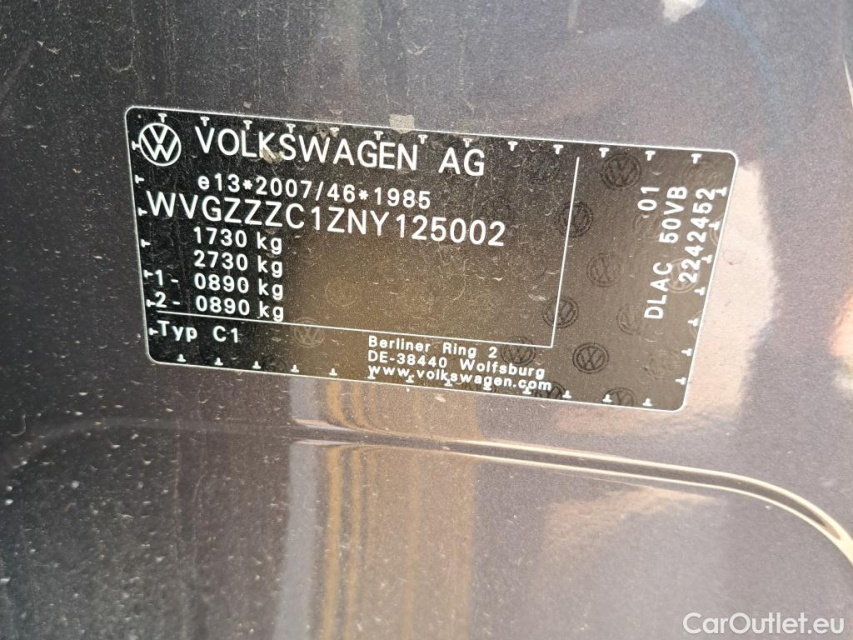 VOLKSWAGEN AG
e13*2007/46*1985
WVGZZZC1ZNY125002
1730 kg
2730 kg
1- 0890 kg
2- 0890 kg
Typ C1
Berliner Ring 2
DE-38440 Wolfsburg
www.volkswagen.com
01
DLAC 50VB
2242452
CarOutlet.eu